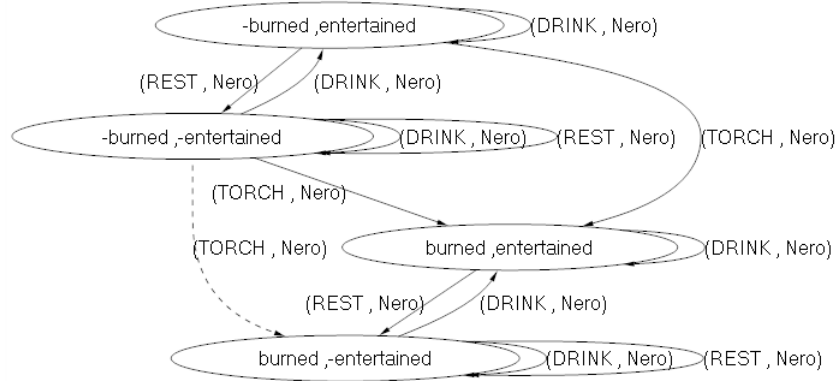 -burned ,entertained (DRINK , Nero)
(REST , Nero) (DRINK , Nero)
-burned ,-entertained (DRINK , Nero) (REST , Nero) (TORCH , Nero)
(TORCH , Nero)
(TORCH , Nero) burned ,entertained (DRINK , Nero)
(REST , Nero) (DRINK , Nero)
burned ,-entertained (DRINK , Nero) (REST , Nero)